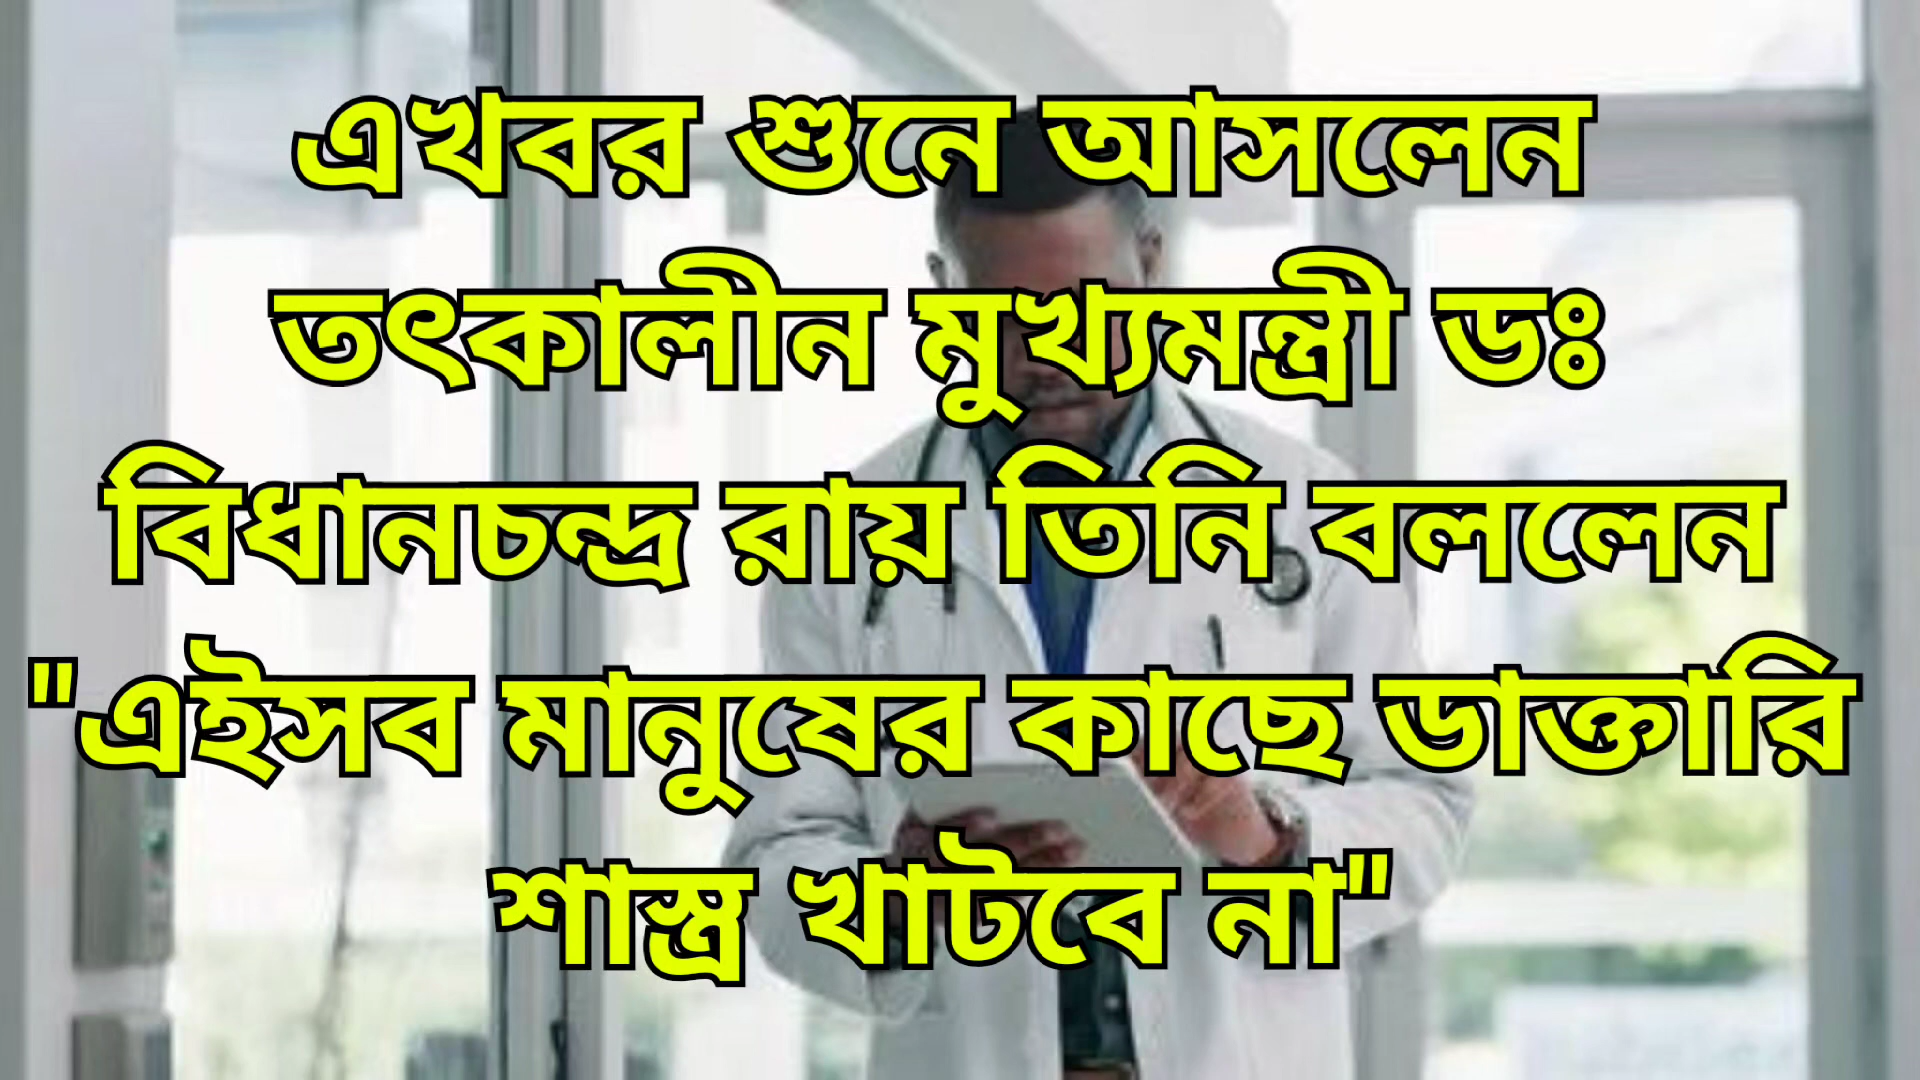 এখবর শুনে আসলেন
তৎকালীন মুখ্যমন্ত্রী ডঃ
বিধানচন্দ্র রায় তিনি বললেন
"এইসব মানুষের কাছে ডাক্তারি
শাস্ত্র খাটবে না"